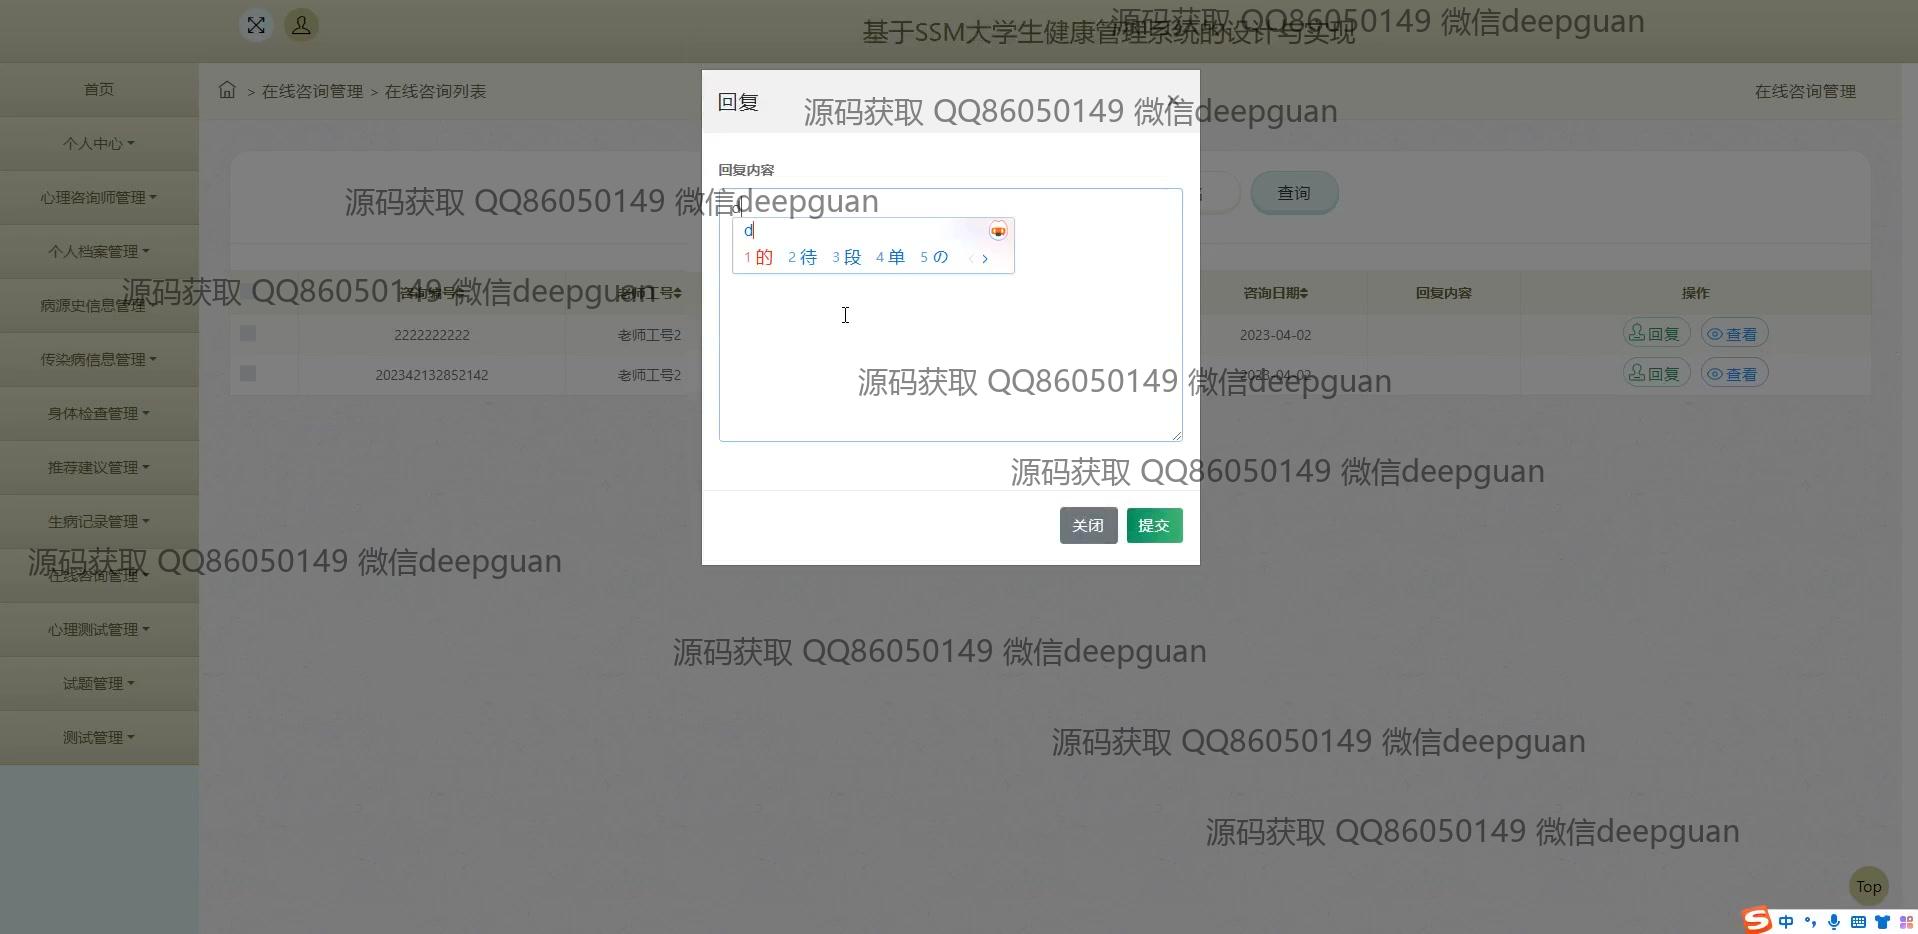 基于SSM大学生健康管理系统的设计与实现
源码获取 QQ86050149 微信deepguan
首页
> 在线咨询管理 > 在线咨询列表
在线咨询管理
回复
源码获取 QQ86050149 微信deepguan
个人中心
回复内容
心理咨询师管理
源码获取 QQ86050149 微信deepguan
查询
d
d
1 的 2 待 3 段 4 单 5 の
个人档案管理
病源史信息管理
源码获取 QQ86050149 微信deepguan
咨询编号
老师工号
咨询日期
回复内容
操作
2222222222
老师工号2
2023-04-02
回复
查看
传染病信息管理
202342132852142
老师工号2
2023-04-02
回复
查看
源码获取 QQ86050149 微信deepguan
身体检查管理
推荐建议管理
源码获取 QQ86050149 微信deepguan
生病记录管理
关闭
提交
在线咨询管理
源码获取 QQ86050149 微信deepguan
心理测试管理
源码获取 QQ86050149 微信deepguan
试题管理
测试管理
源码获取 QQ86050149 微信deepguan
源码获取 QQ86050149 微信deepguan
Top
中